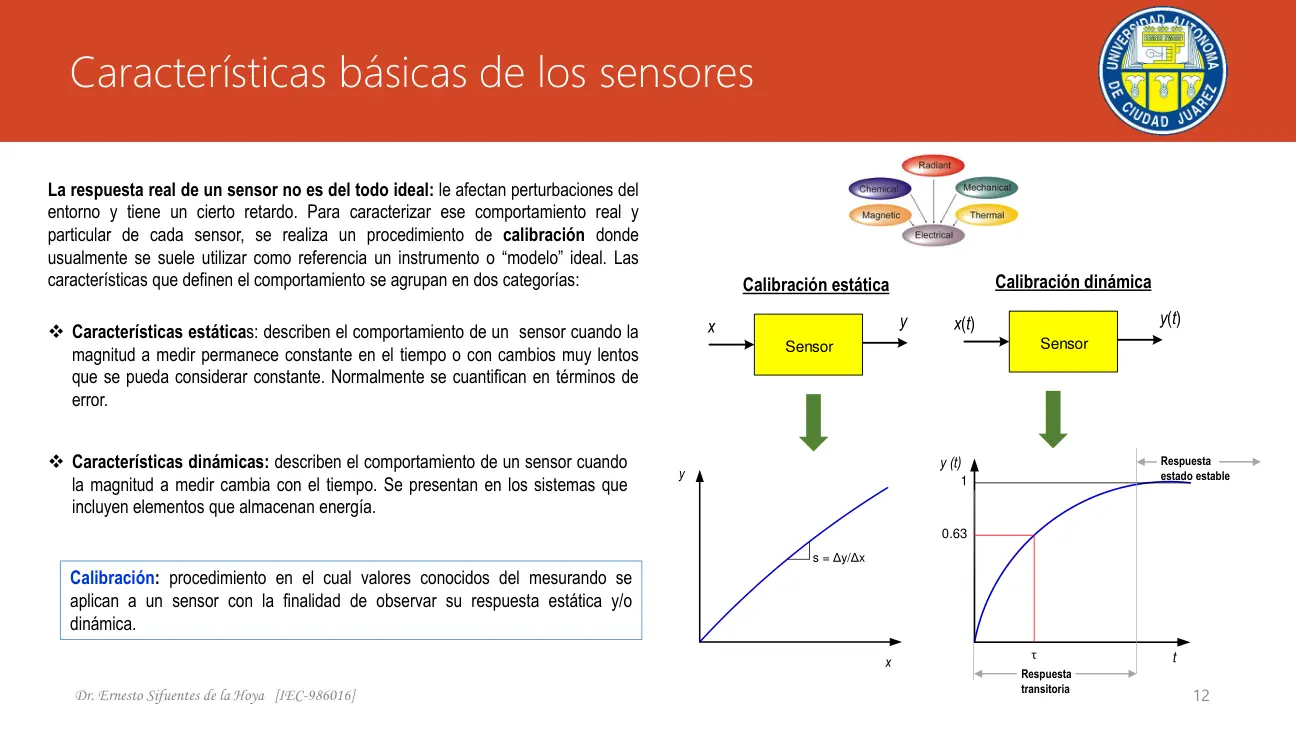 Características básicas de los sensores
UNIVERSIDAD AUTONOMA
DE CIUDAD JUAREZ
La respuesta real de un sensor no es del todo ideal: le afectan perturbaciones del
entorno y tiene un cierto retardo. Para caracterizar ese comportamiento real y
particular de cada sensor, se realiza un procedimiento de calibración donde
usualmente se suele utilizar como referencia un instrumento o “modelo” ideal. Las
características que definen el comportamiento se agrupan en dos categorías:
❖ Características estáticas: describen el comportamiento de un sensor cuando la
magnitud a medir permanece constante en el tiempo o con cambios muy lentos
que se pueda considerar constante. Normalmente se cuantifican en términos de
error.
❖ Características dinámicas: describen el comportamiento de un sensor cuando
la magnitud a medir cambia con el tiempo. Se presentan en los sistemas que
incluyen elementos que almacenan energía.
Calibración: procedimiento en el cual valores conocidos del mesurando se
aplican a un sensor con la finalidad de observar su respuesta estática y/o
dinámica.
Radiant
Chemical
Mechanical
Magnetic
Thermal
Electrical
Calibración estática
x
Sensor
y
y
s = Δy/Δx
x
Calibración dinámica
x(t)
Sensor
y(t)
y (t)
1
0.63
τ
t
Respuesta
estado estable
Respuesta
transitoria
Dr. Ernesto Sifuentes de la Hoya [IEC-986016]
12